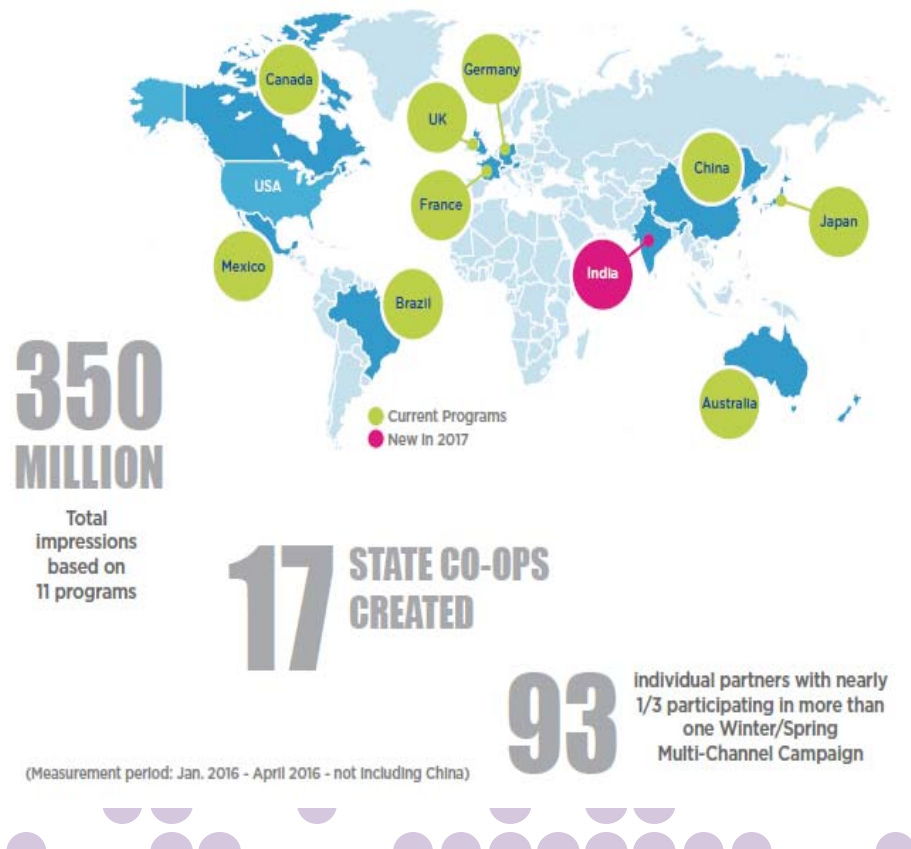 Canada
Germany
UK
USA
China
France
Japan
Mexico
India
Brazil
350
MILLION
Total
impressions
based on
11 programs
Current Programs
New in 2017
Australia
17
STATE CO-OPS
CREATED
93
individual partners with nearly
1/3 participating in more than
one Winter/Spring
Multi-Channel Campaign
(Measurement period: Jan. 2016 - April 2016 - not including China)